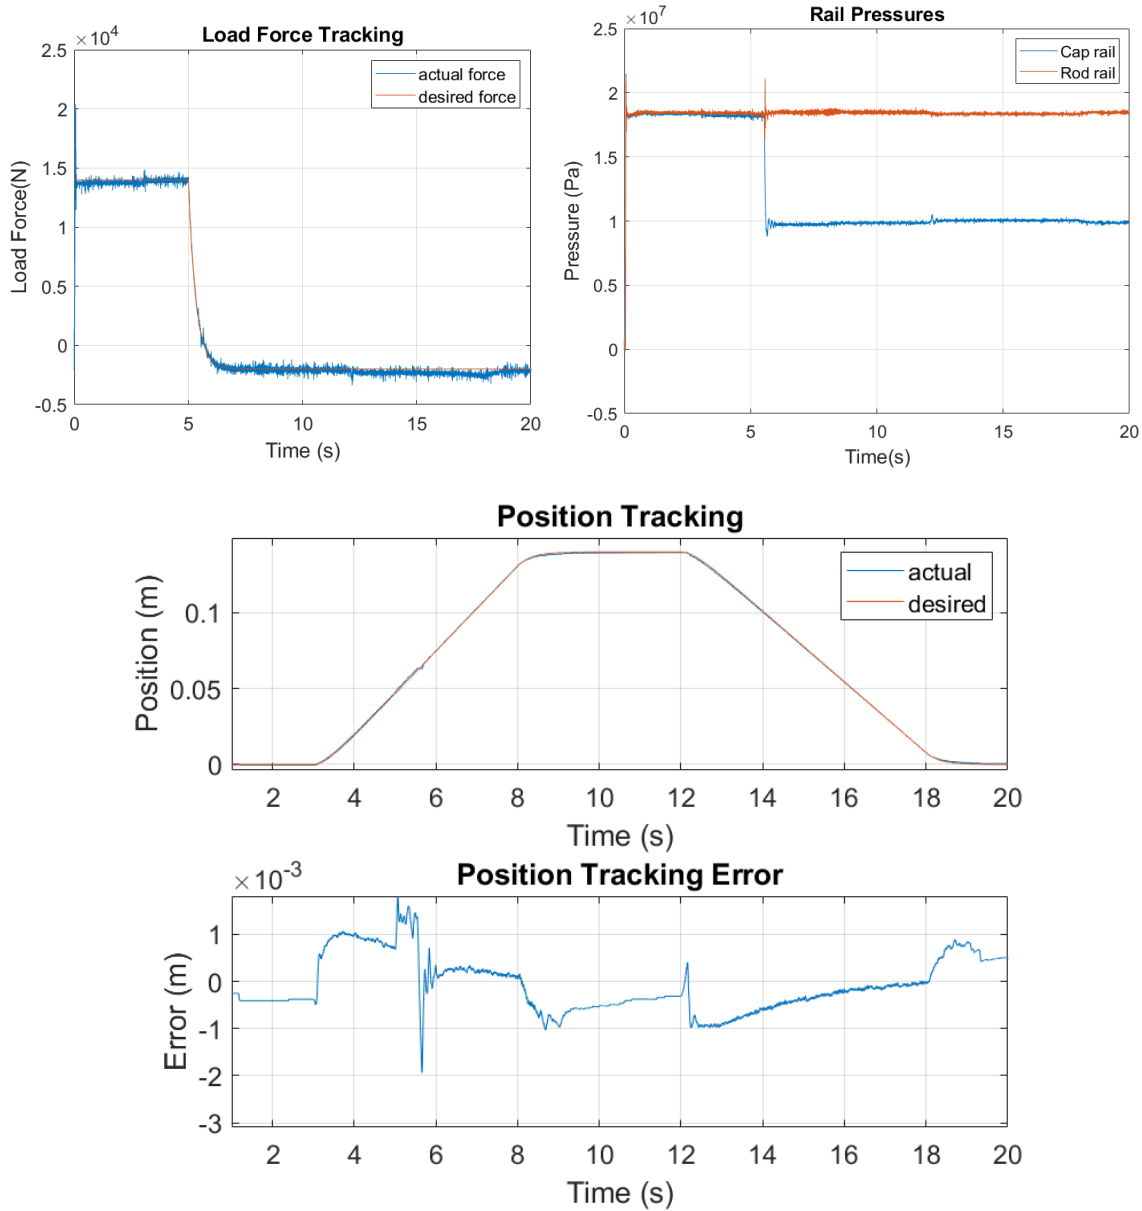 Load Force Tracking
×10^4
2.5
2
1.5
1
0.5
0
-0.5
Load Force(N)
actual force
desired force
0 5 10 15 20
Time (s)
Rail Pressures
×10^7
2.5
2
1.5
1
0.5
0
-0.5
Pressure (Pa)
Cap rail
Rod rail
0 5 10 15 20
Time(s)
Position Tracking
0.1
0.05
0
Position (m)
actual
desired
2 4 6 8 10 12 14 16 18 20
Time (s)
Position Tracking Error
×10^-3
1
0
-1
-2
-3
Error (m)
2 4 6 8 10 12 14 16 18 20
Time (s)